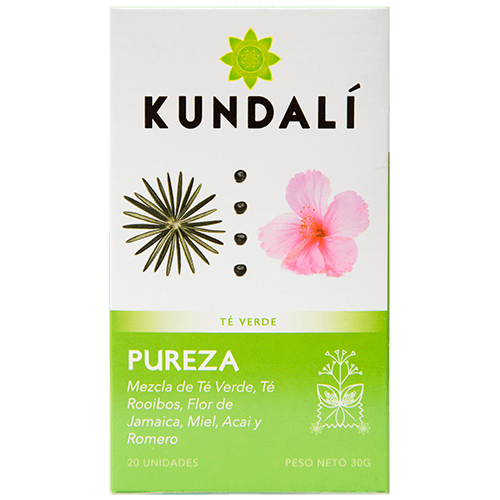 KUNDALÍ
TÉ VERDE
PUREZA
Mezcla de Té Verde, Té
Rooibos, Flor de
Jamaica, Miel, Acai y
Romero
20 UNIDADES
PESO NETO 30G